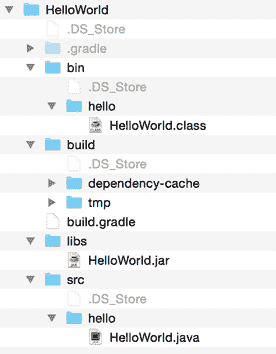 HelloWorld
.DS_Store
.gradle
bin
.DS_Store
hello
HelloWorld.class
build
.DS_Store
dependency-cache
tmp
build.gradle
libs
HelloWorld.jar
src
.DS_Store
hello
HelloWorld.java